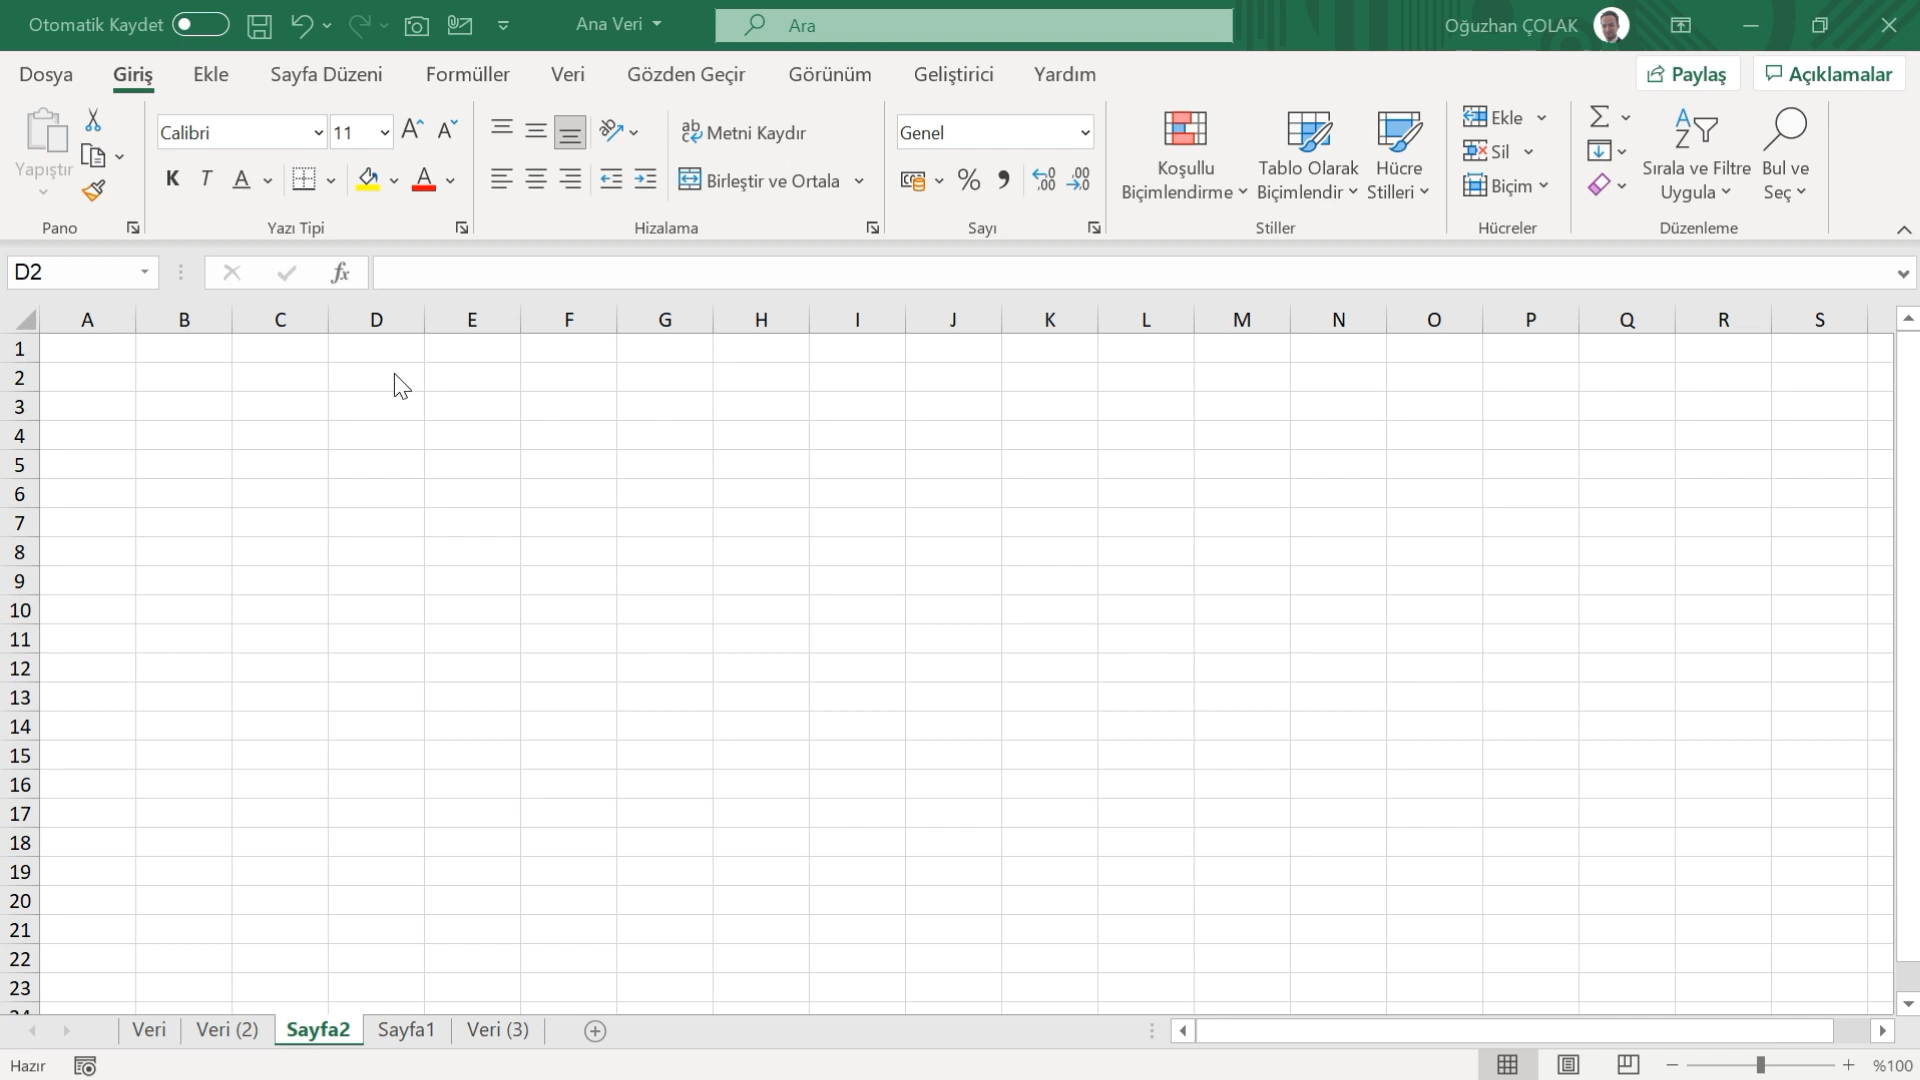 Otomatik Kaydet
Ana Veri
Ara
Oğuzhan ÇOLAK
Dosya Giriş Ekle Sayfa Düzeni Formüller Veri Gözden Geçir Görünüm Geliştirici Yardım Paylaş Açıklamalar
Yapıştır
Pano
Calibri 11
K T A
Yazı Tipi
Metni Kaydır
Birleştir ve Ortala
Hizalama
Genel
% ,00 ,0 ,00 ,0
Sayı
Koşullu
Biçimlendirme
Tablo Olarak
Biçimlendir
Hücre
Stilleri
Stiller
Ekle
Sil
Biçim
Hücreler
Sırala ve Filtre
Uygula
Bul ve
Seç
Düzenleme
D2
fx
A B C D E F G H I J K L M N O P Q R S
1
2
3
4
5
6
7
8
9
10
11
12
13
14
15
16
17
18
19
20
21
22
23
Veri Veri (2) Sayfa2 Sayfa1 Veri (3)
Hazır
%100